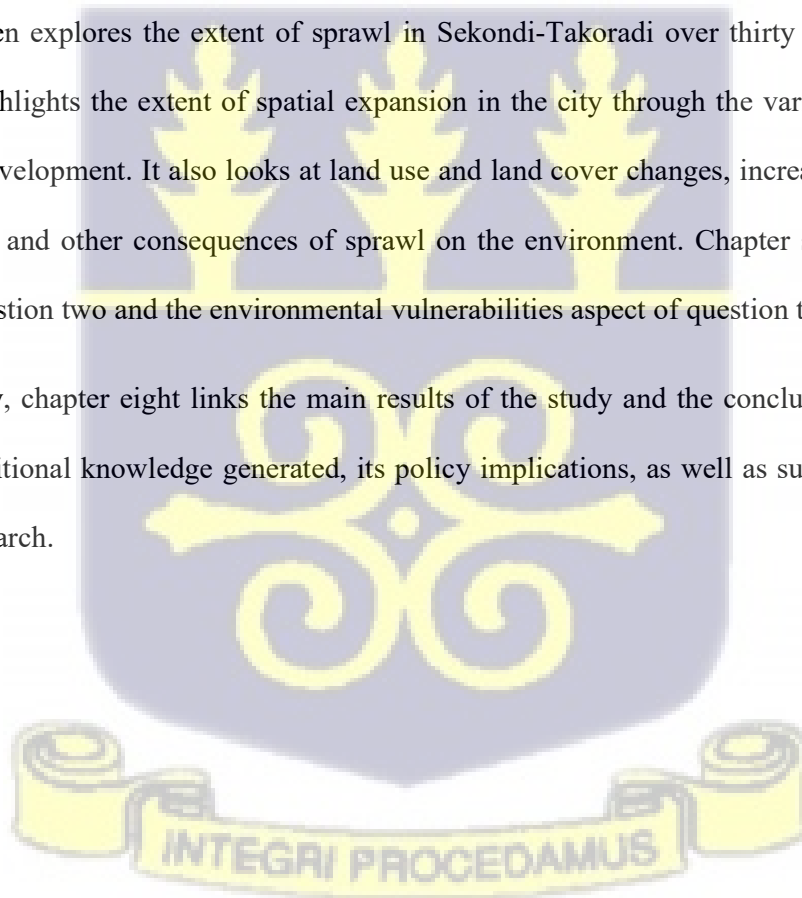 en explores the extent of sprawl in Sekondi-Takoradi over thirty
hlights the extent of spatial expansion in the city through the var
velopment. It also looks at land use and land cover changes, increa
and other consequences of sprawl on the environment. Chapter
stion two and the environmental vulnerabilities aspect of question t
, chapter eight links the main results of the study and the conclu
itional knowledge generated, its policy implications, as well as su
arch.
INTEGRI PROCEDAMUS